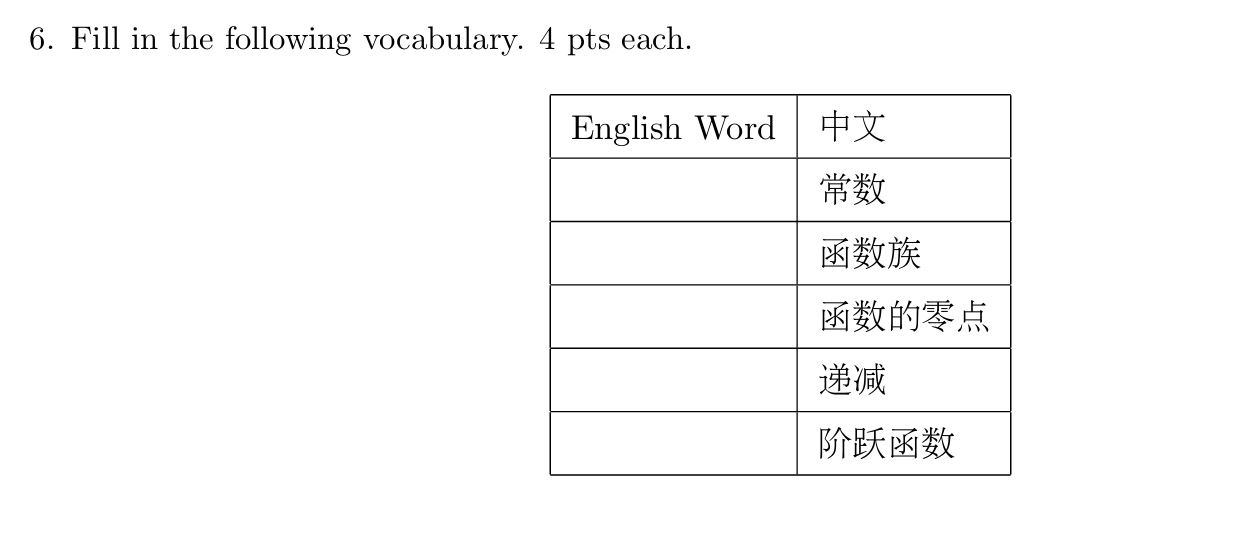 6. Fill in the following vocabulary. 4 pts each.
English Word 中文
常数
函数族
函数的零点
递减
阶跃函数